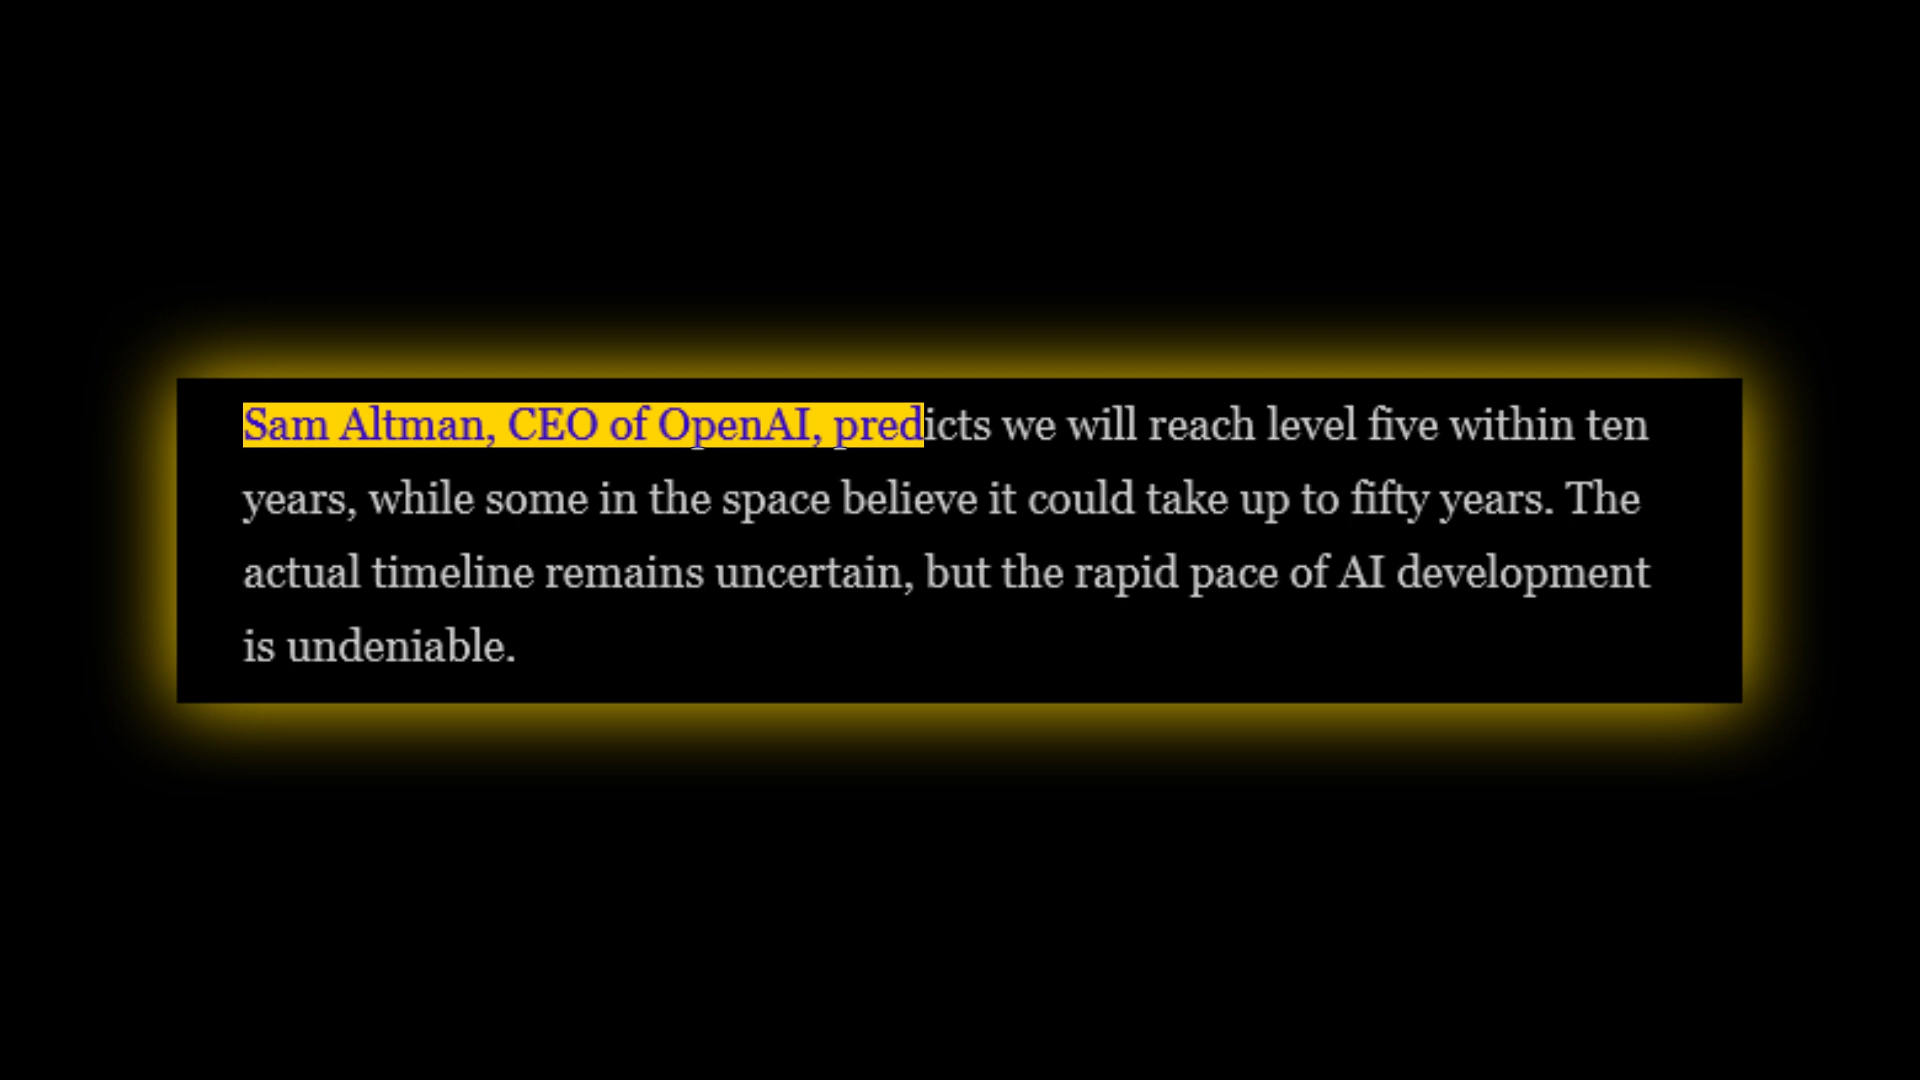 Sam Altman, CEO of OpenAI, predicts we will reach level five within ten
years, while some in the space believe it could take up to fifty years. The
actual timeline remains uncertain, but the rapid pace of AI development
is undeniable.